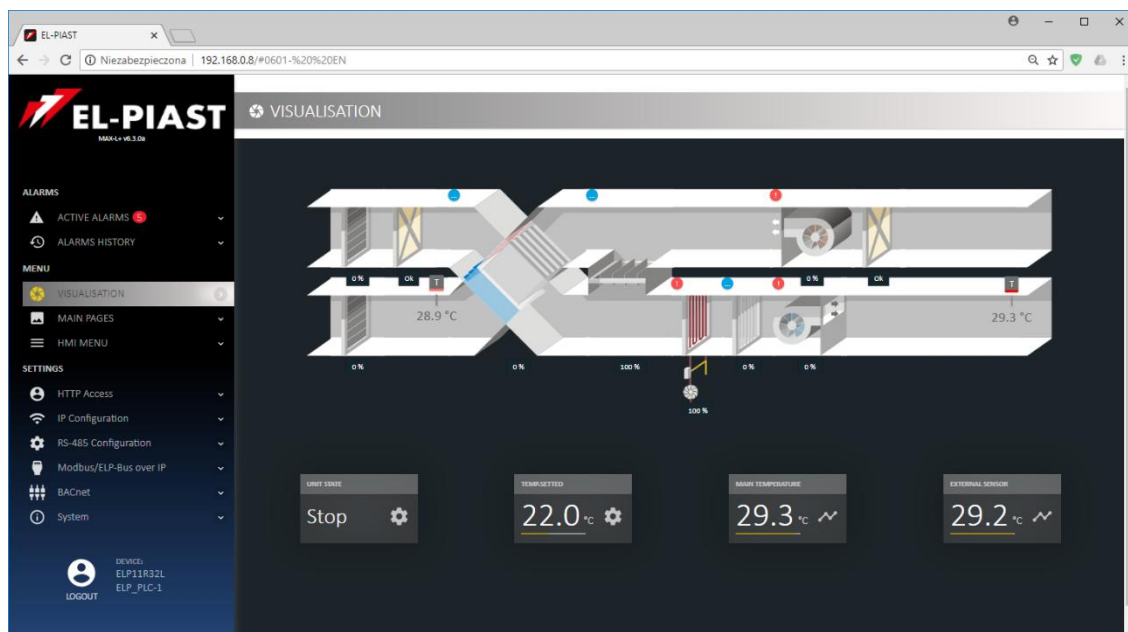 EL-PIAST
Niezabezpieczona | 192.168.0.8/#0601-%20%20EN
EL-PIAST
MAX-L+ v6.3.0a
VISUALISATION
ALARMS
ACTIVE ALARMS 5
ALARMS HISTORY
MENU
VISUALISATION
MAIN PAGES
HMI MENU
SETTINGS
HTTP Access
IP Configuration
RS-485 Configuration
Modbus/ELP-Bus over IP
BACnet
System
LOGOUT
DEVICE:
ELP11R32L
ELP_PLC-1
... ... !
0 % Ok T ! ... ! 0 % Ok T
28.9 °C 29.3 °C
0 % 0 % 100 % 0 % 0 %
100 %
UNIT STATE
Stop
TEMP.SETTED
22.0 °C
MAIN TEMPERATURE
29.3 °C
EXTERNAL SENSOR
29.2 °C